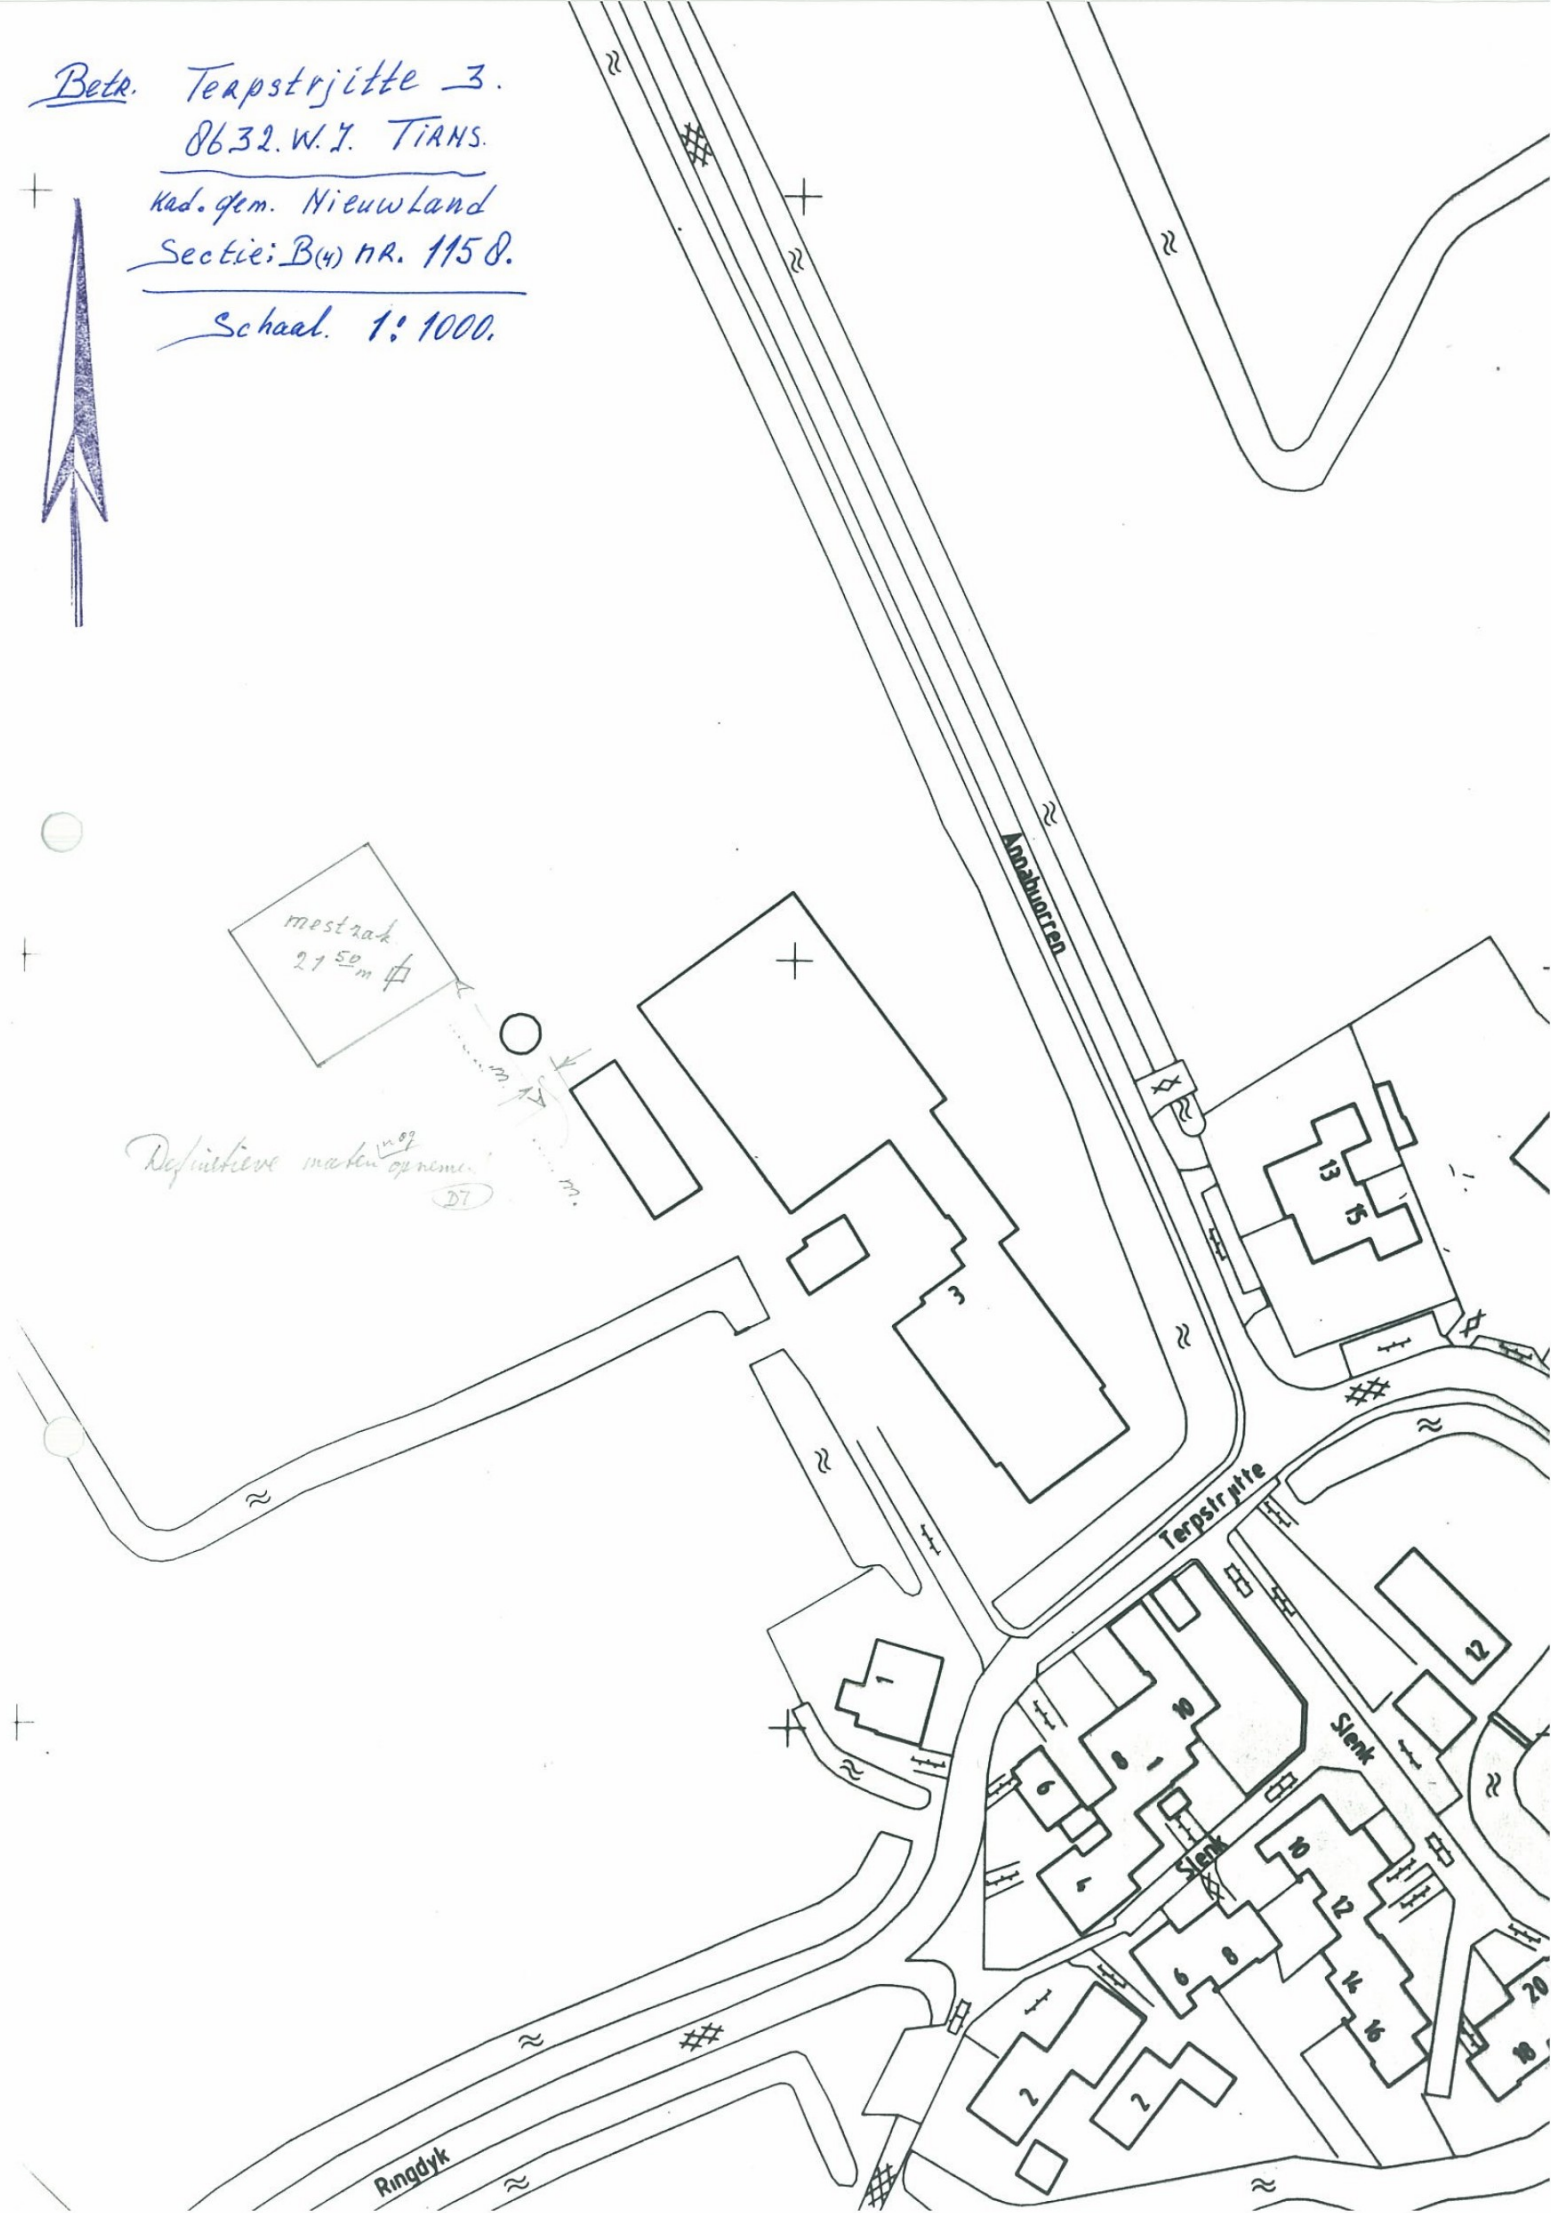 Betr. Terpstrjitte 3.
8632. W.J. TiRNS.
Kad. gem. Nieuwland
Sectie: B(4) nR. 1158.
Schaal. 1:1000.
Annabuorren
mestzak
21 50 m
m.
m.
Definitieve maten nog opnemen
DT
13
15
3
Terpstrjitte
12
1
10
8
1
6
4
Slenk
Slenk
10
12
14
16
6
8
20
18
2
2
Ringdyk